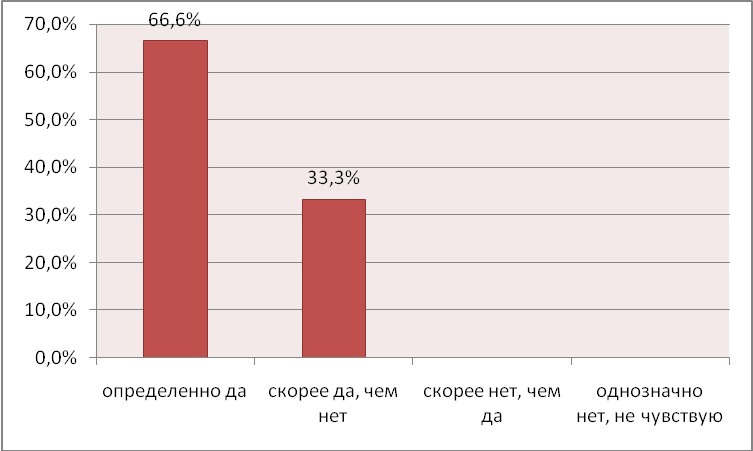 70,0%
60,0%
50,0%
40,0%
30,0%
20,0%
10,0%
0,0%
66,6%
33,3%
определенно да
скорее да, чем
нет
скорее нет, чем
да
однозначно
нет, не чувствую